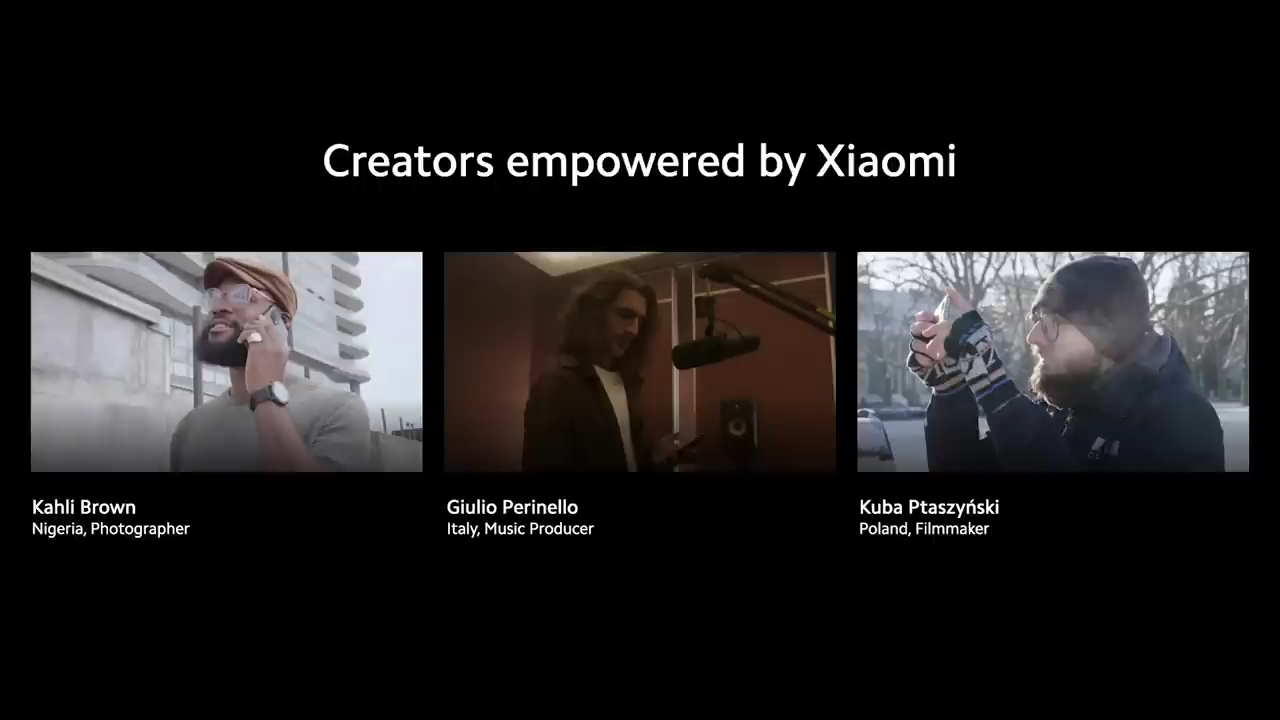 Creators empowered by Xiaomi
Kahli Brown
Nigeria, Photographer
Giulio Perinello
Italy, Music Producer
Kuba Ptaszyński
Poland, Filmmaker